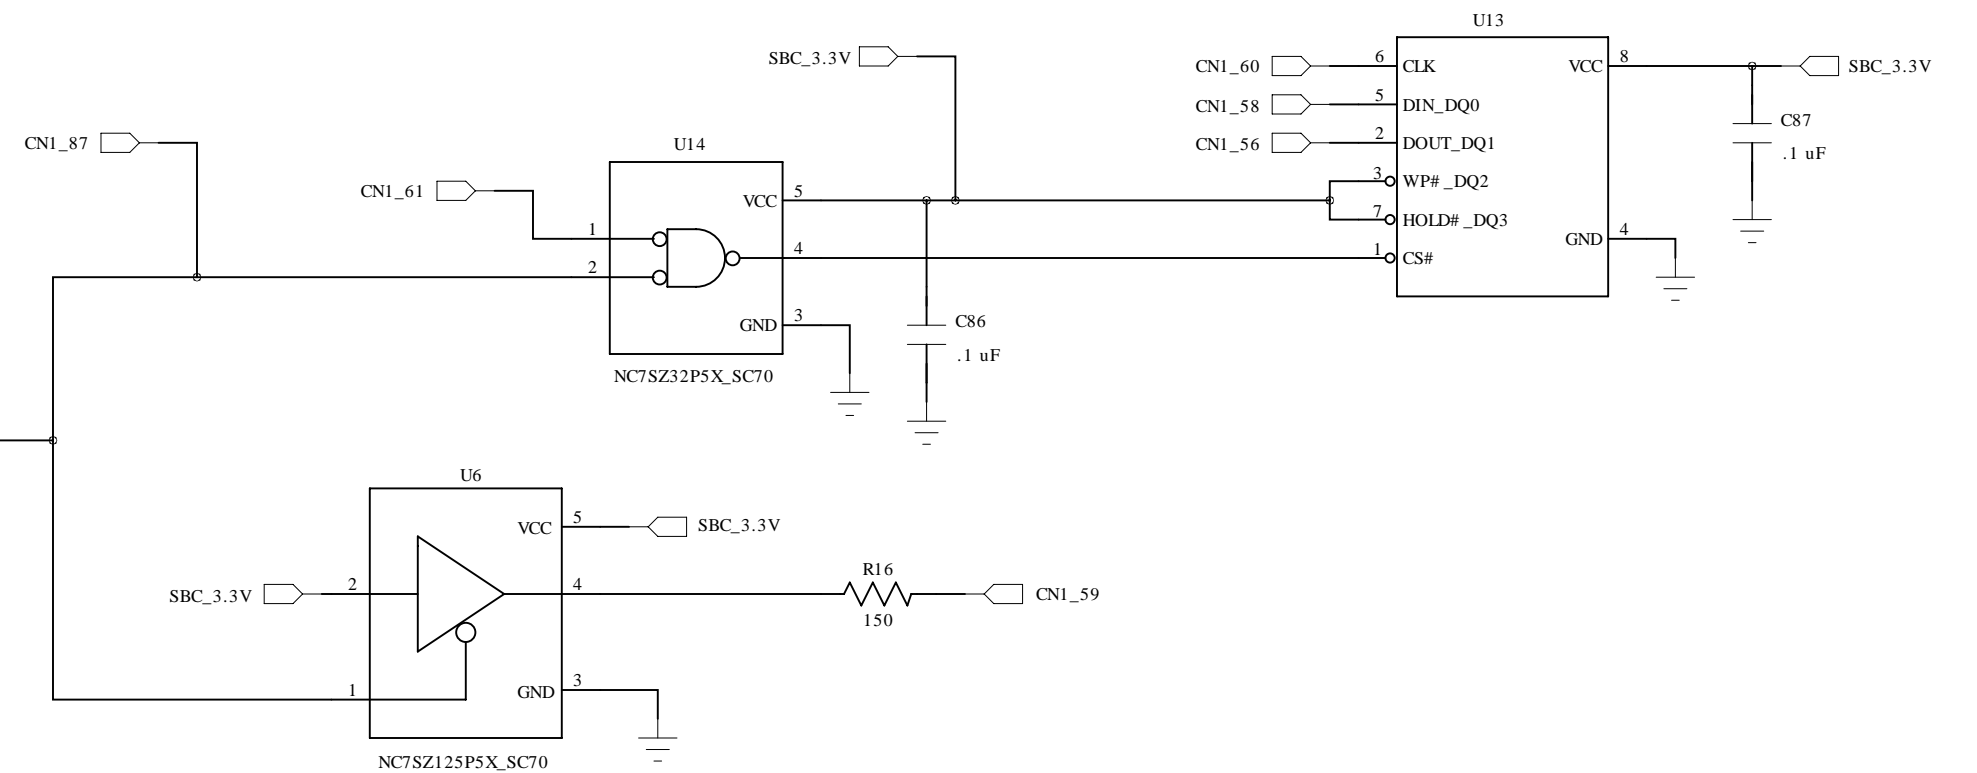 U13
SBC_3.3V
CN1_60
6
CLK
VCC
8
SBC_3.3V
CN1_58
5
DIN_DQ0
C87
.1 uF
CN1_56
2
DOUT_DQ1
CN1_87
U14
3
WP#_DQ2
CN1_61
VCC
5
7
HOLD#_DQ3
1
4
1
CS#
GND
4
2
GND
3
C86
.1 uF
NC7SZ32P5X_SC70
U6
VCC
5
SBC_3.3V
SBC_3.3V
2
4
R16
150
CN1_59
1
GND
3
NC7SZ125P5X_SC70